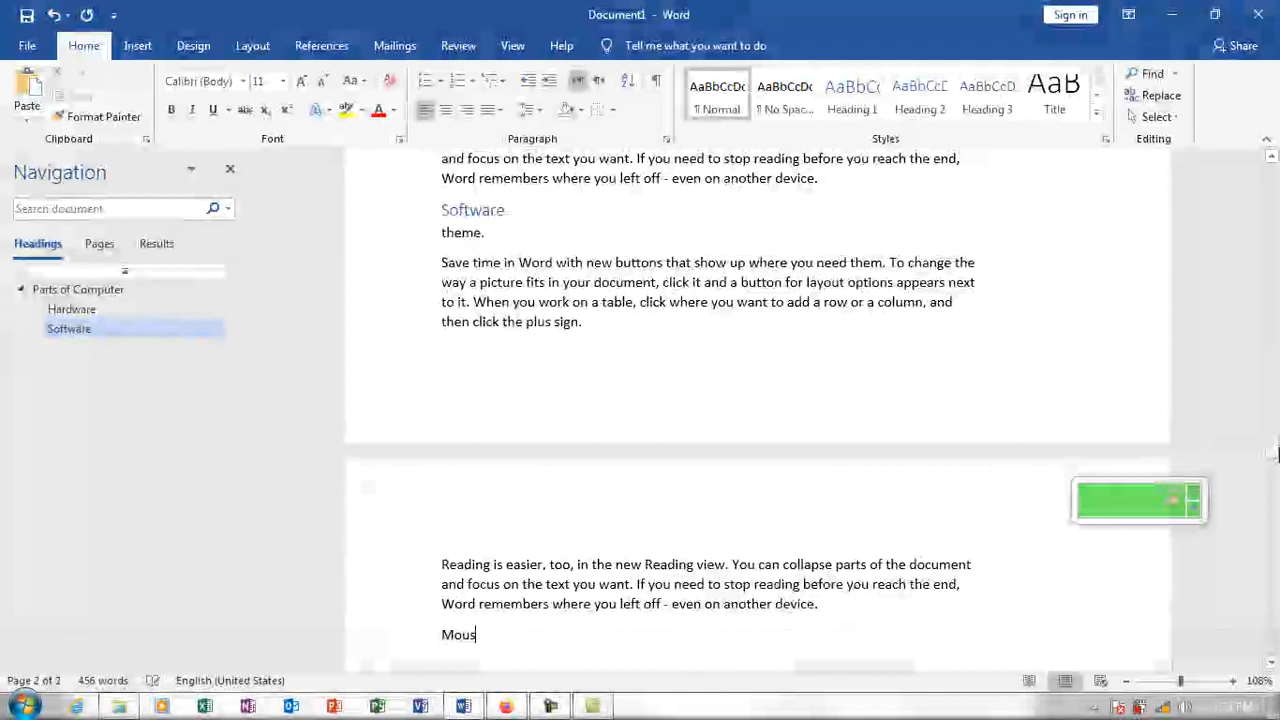 Document1 - Word
Sign in
File Home Insert Design Layout References Mailings Review View Help Tell me what you want to do Share
Paste
Format Painter
Clipboard
Calibri (Body) 11
Font
Paragraph
AaBbCcDc AaBbCcDc AaBbC( AaBbCcE AaBbCcD AaB
¶ Normal ¶ No Spac... Heading 1 Heading 2 Heading 3 Title
Styles
Find
Replace
Select
Editing
Navigation
Search document
Headings Pages Results
Parts of Computer
Hardware
Software
and focus on the text you want. If you need to stop reading before you reach the end,
Word remembers where you left off - even on another device.
Software
theme.
Save time in Word with new buttons that show up where you need them. To change the
way a picture fits in your document, click it and a button for layout options appears next
to it. When you work on a table, click where you want to add a row or a column, and
then click the plus sign.
Reading is easier, too, in the new Reading view. You can collapse parts of the document
and focus on the text you want. If you need to stop reading before you reach the end,
Word remembers where you left off - even on another device.
Mous
Page 2 of 2 456 words English (United States) 108%